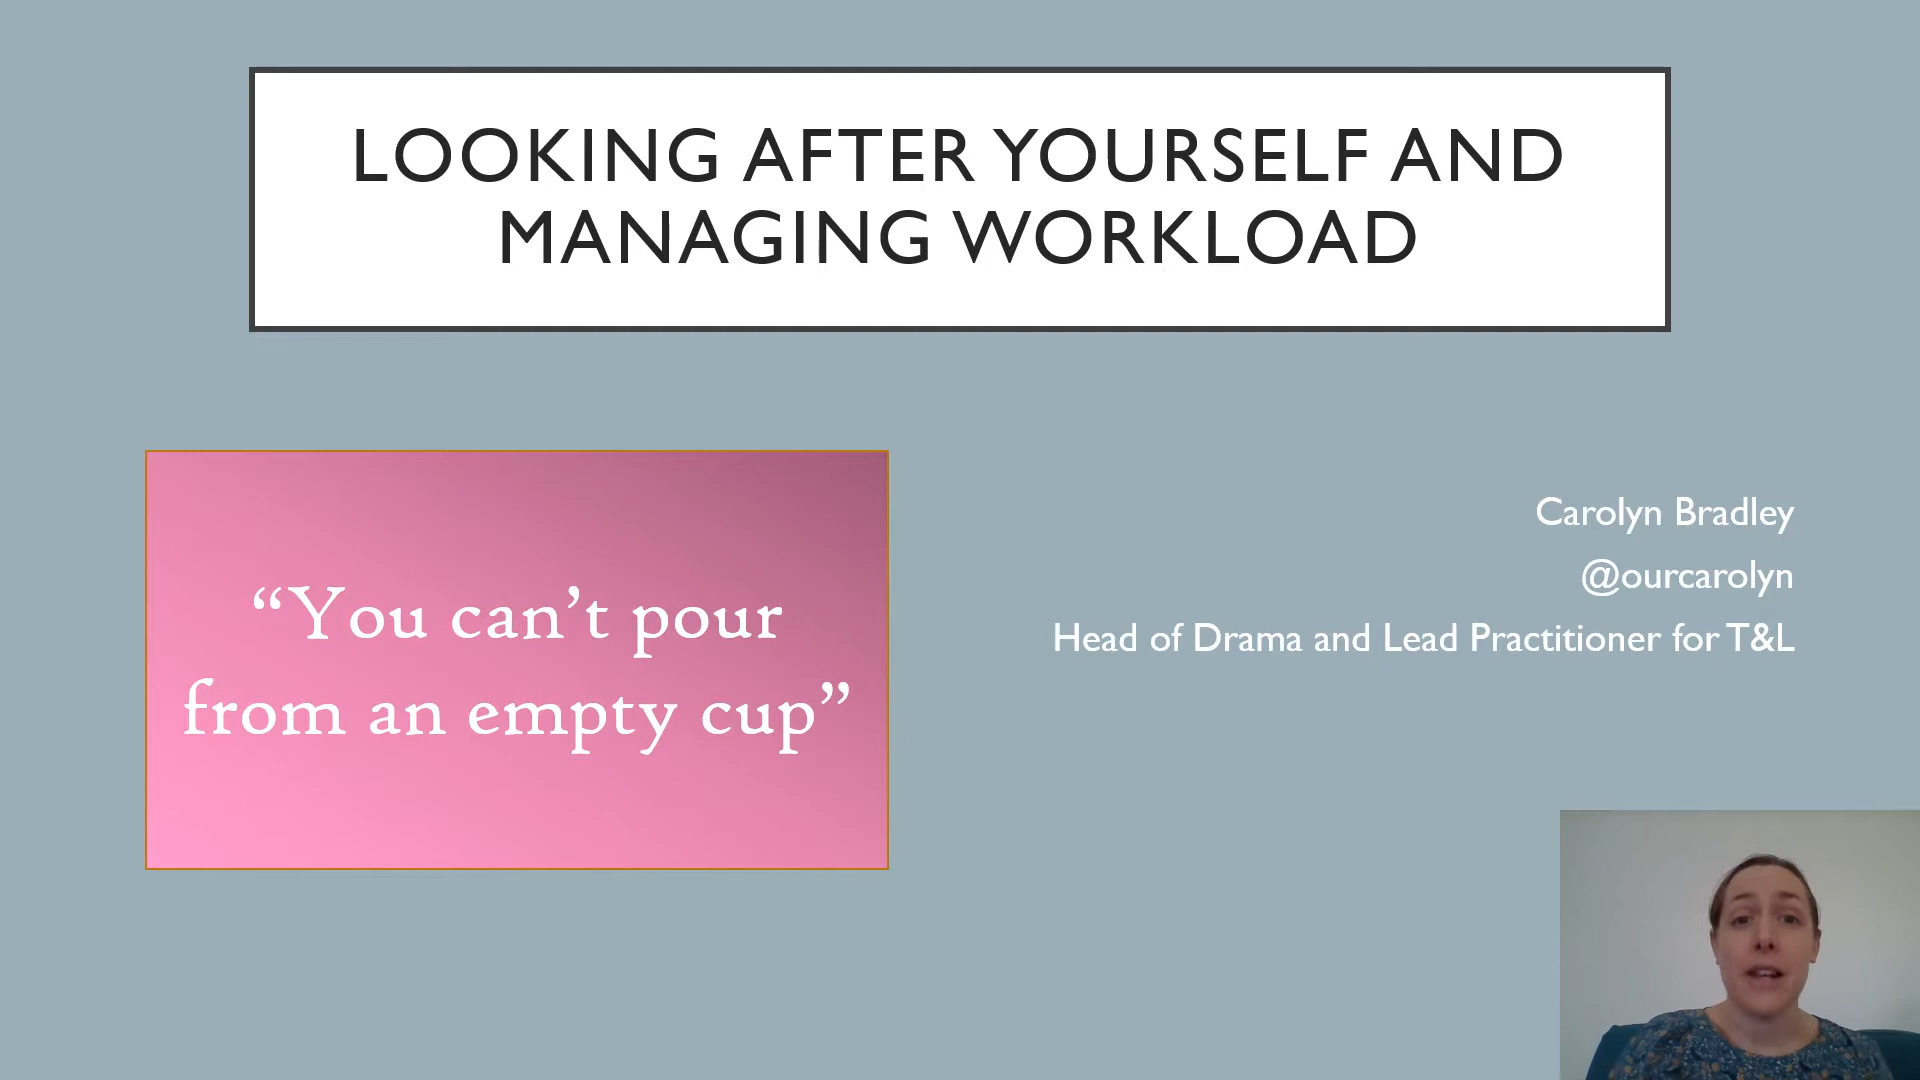 LOOKING AFTER YOURSELF AND
MANAGING WORKLOAD
“You can’t pour
from an empty cup”
Carolyn Bradley
@ourcarolyn
Head of Drama and Lead Practitioner for T&L